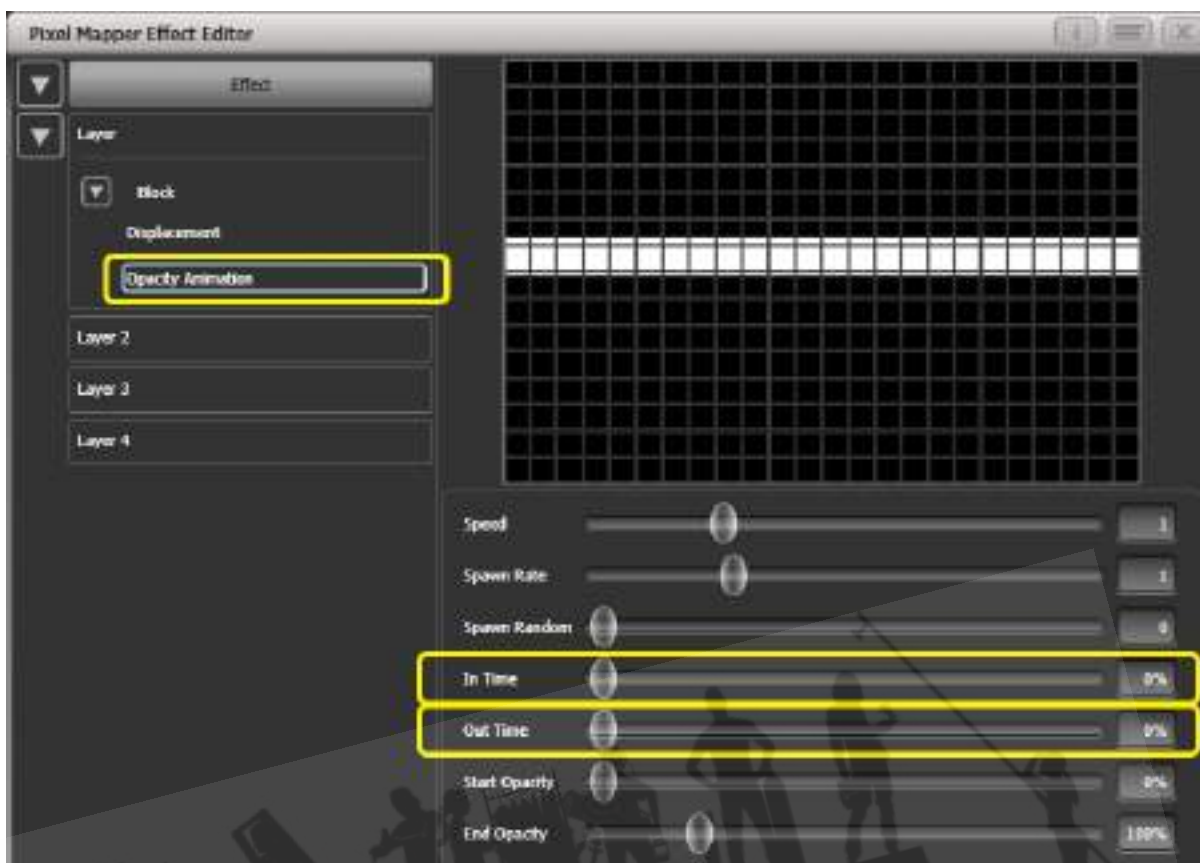 Pixel Mapper Effect Editor
Effect
Layer
Block
Displacement
Opacity Animation
Layer 2
Layer 3
Layer 4
Speed 1
Spawn Rate 1
Spawn Random 0
In Time 0%
Out Time 0%
Start Opacity 0%
End Opacity 100%